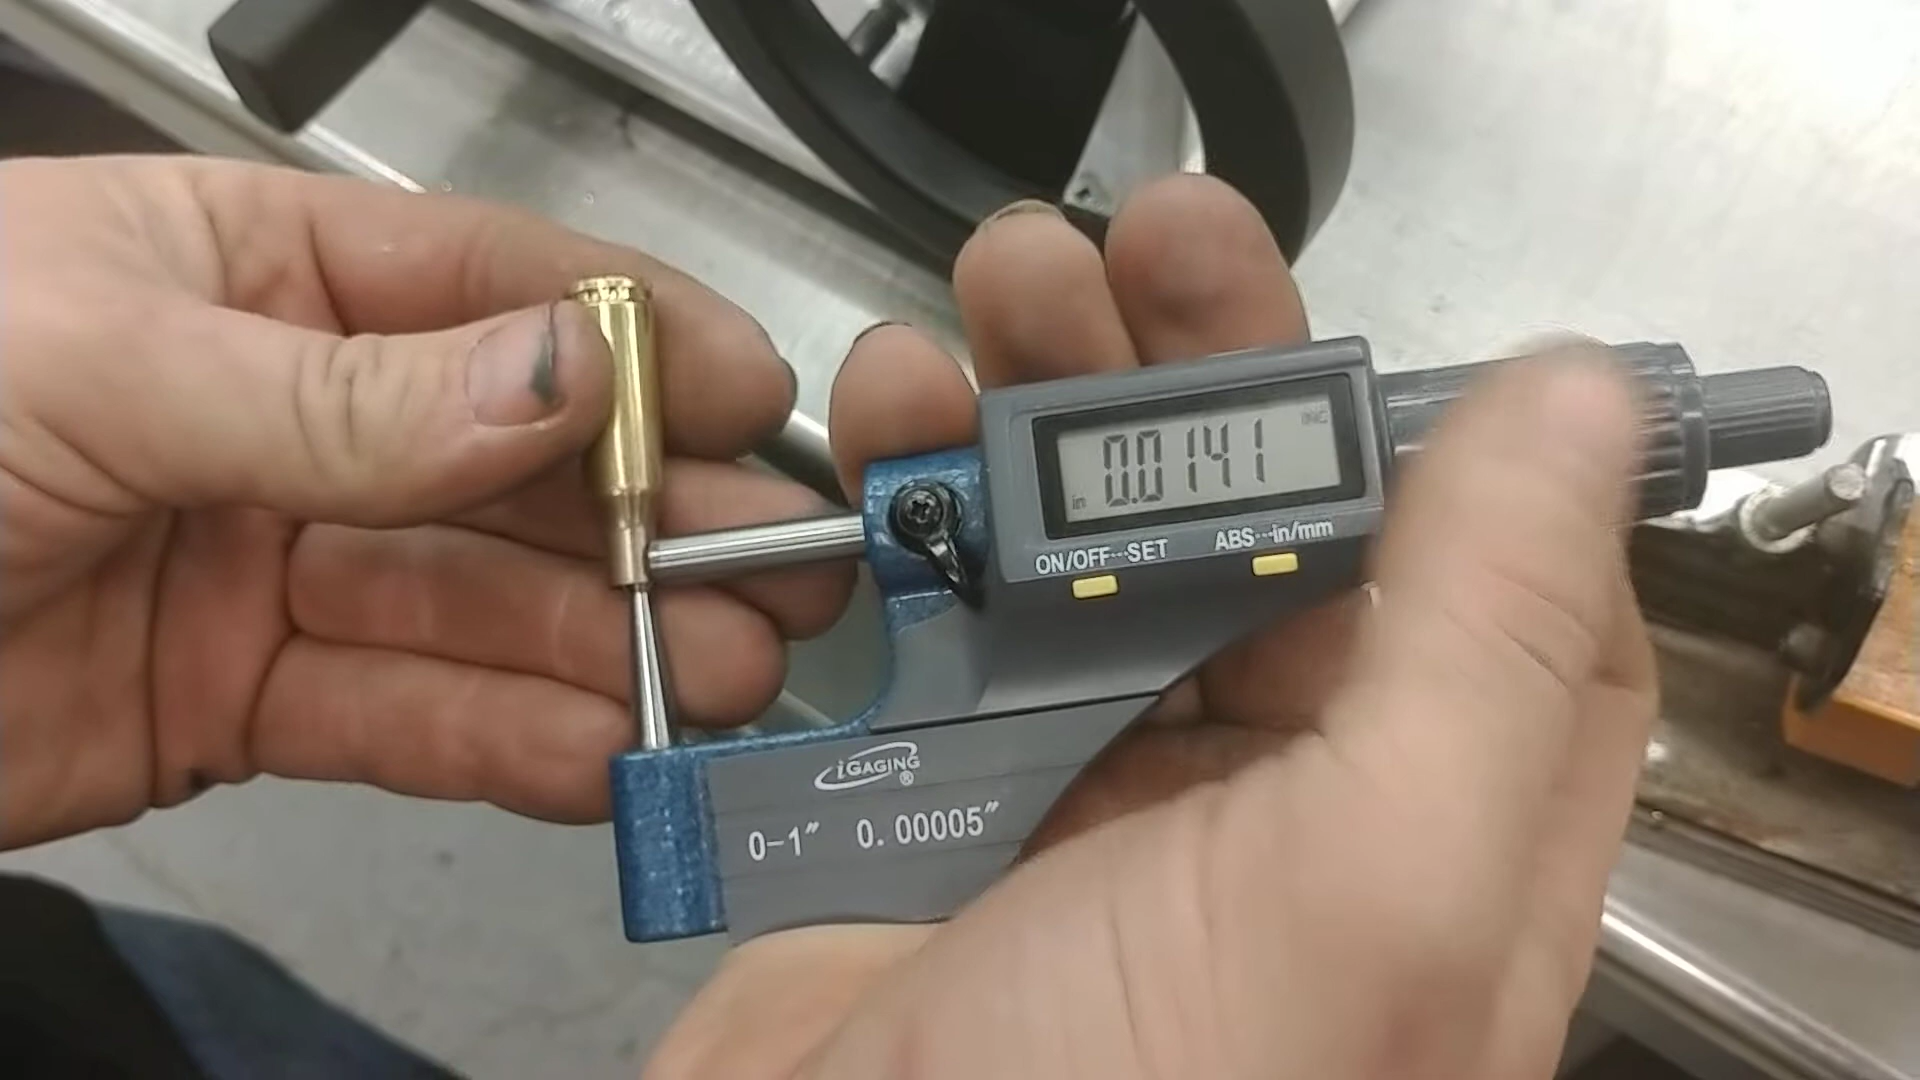 INC
0.0141
in
ON/OFF···SET ABS···in/mm
iGAGING®
0-1" 0.00005"